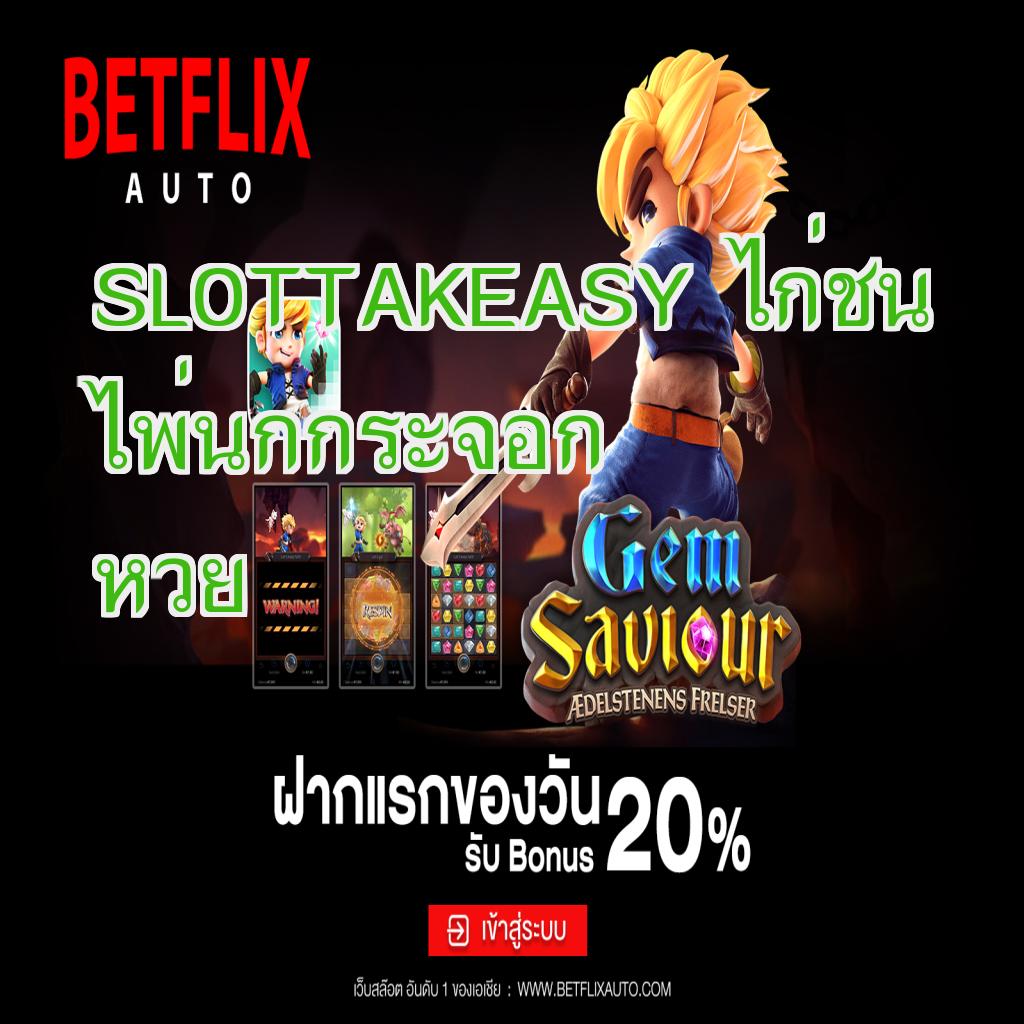 BETFLIX
AUTO
SLOTTAKEASY ไก่ชน
ไพ่นกกระจอก
หวย
WARNING!
Gem
Saviour
ÆDELSTENENS FRELSER
ฝากแรกของวัน
รับ Bonus 20%
เข้าสู่ระบบ
เว็บสล๊อต อันดับ 1 ของเอเชีย : WWW.BETFLIXAUTO.COM